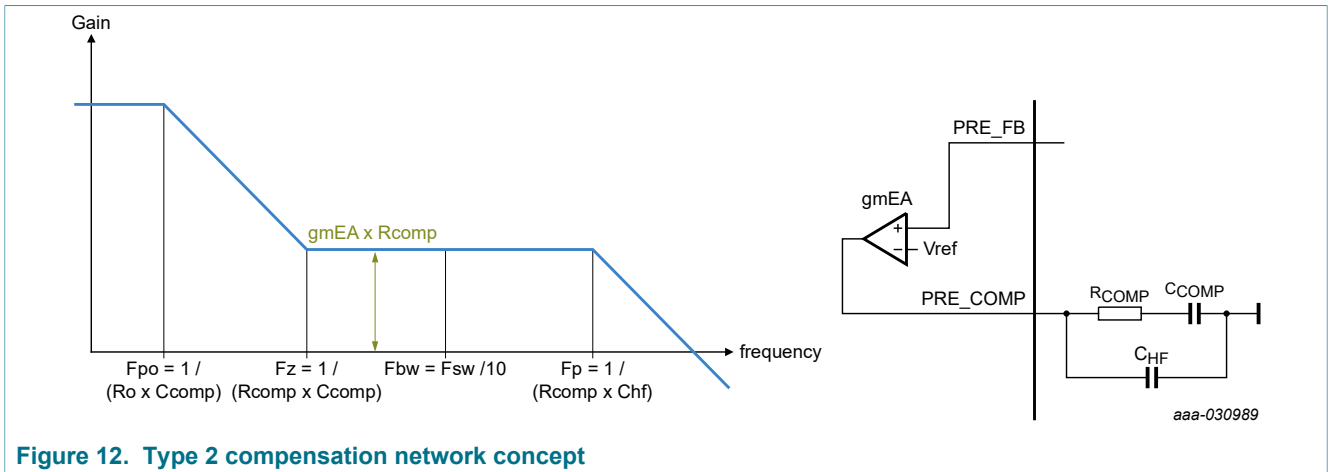 Gain
gmEA x Rcomp
frequency
Fpo = 1 /
(Ro x Ccomp)
Fz = 1 /
(Rcomp x Ccomp)
Fbw = Fsw /10
Fp = 1 /
(Rcomp x Chf)
PRE_FB
gmEA
+
Vref
−
PRE_COMP
RCOMP
CCOMP
CHF
aaa-030989
Figure 12. Type 2 compensation network concept